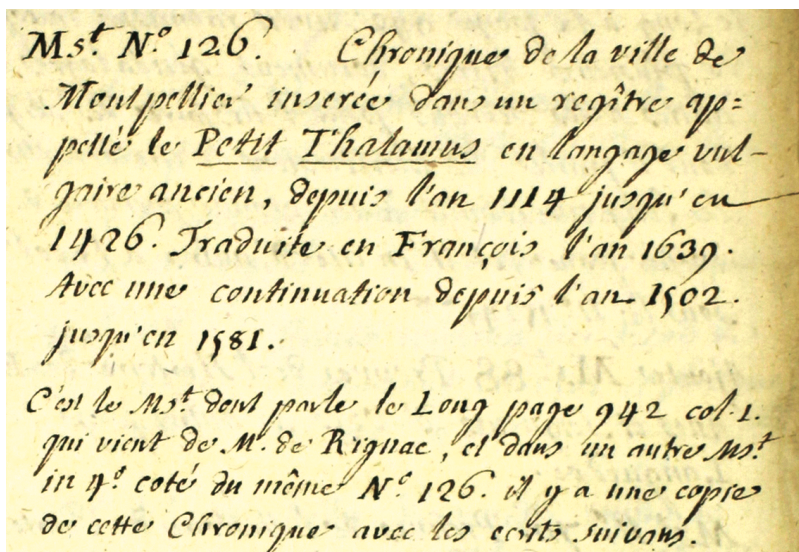 Ms.t N.o 126. Chronique de la ville de
Montpellier inserée dans un regître ap=
pellé le Petit Thalamus en langage vul-
gaire ancien, depuis l'an 1114 jusqu'en
1426. Traduite en François l'an 1639.
Avec une continuation depuis l'an 1502.
jusqu'en 1581.
C'est le Ms.t dont parle le Long page 942 col. 1.
qui vient de M. de Rignac, et dans un autre Ms.t
in 4.o coté du même N.o 126. il y a une copie
de cette Chronique avec les ecrits suivans.